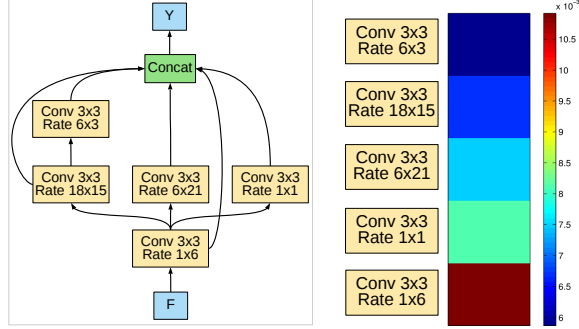 Y
Concat
Conv 3x3
Rate 6x3
Conv 3x3
Rate 18x15
Conv 3x3
Rate 6x21
Conv 3x3
Rate 1x1
Conv 3x3
Rate 1x6
F
Conv 3x3
Rate 6x3
Conv 3x3
Rate 18x15
Conv 3x3
Rate 6x21
Conv 3x3
Rate 1x1
Conv 3x3
Rate 1x6
x 10⁻³
10.5
10
9.5
9
8.5
8
7.5
7
6.5
6